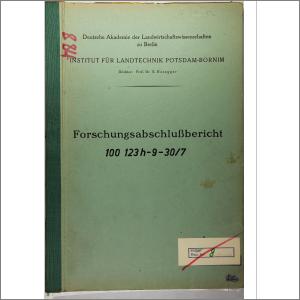 Deutsche Akademie der Landwirtschaftswissenschaften
zu Berlin
INSTITUT FÜR LANDTECHNIK POTSDAM-BORNIM
Forschungsabschlußbericht
100 123h-9-30/7